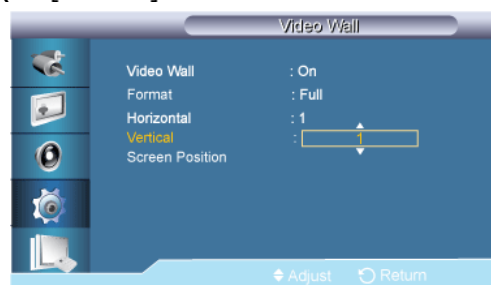 Video Wall
Video Wall : On
Format : Full
Horizontal : 1
Vertical : 1
Screen Position
Adjust Return